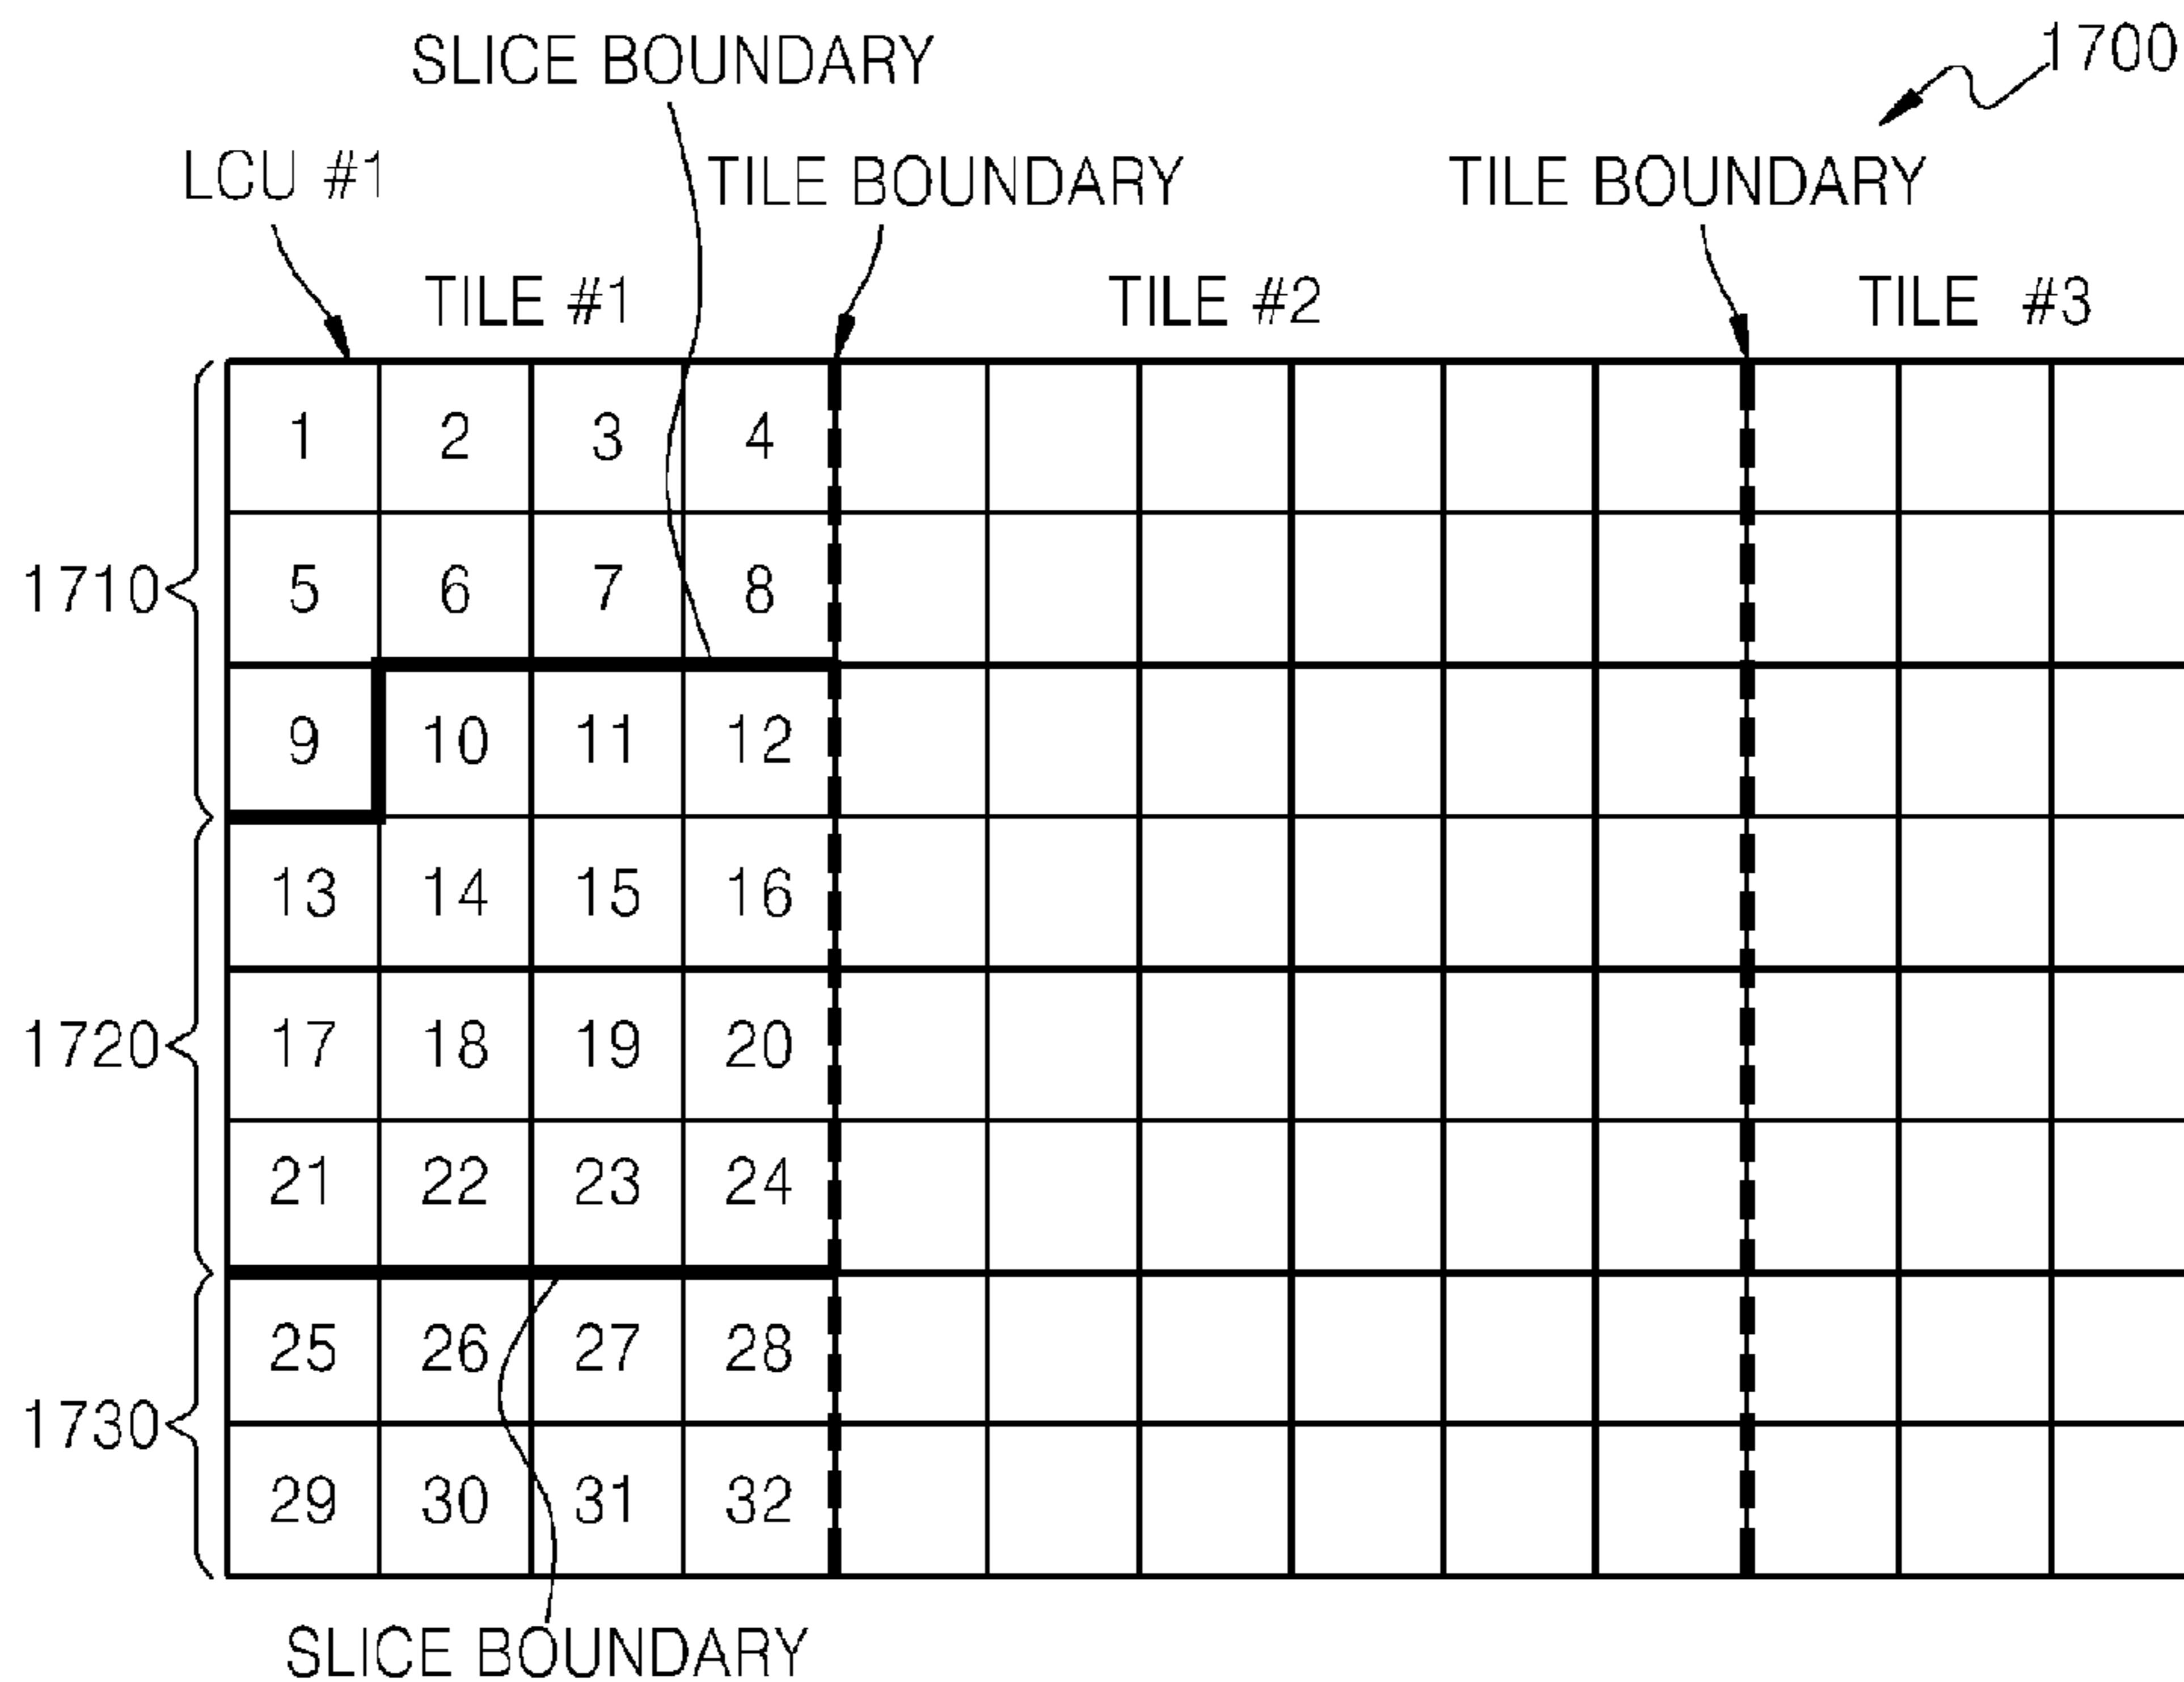 1700
SLICE BOUNDARY
LCU #1
TILE BOUNDARY
TILE BOUNDARY
TILE #1
TILE #2
TILE #3
1 2 3 4
1710
5 6 7 8
9 10 11 12
13 14 15 16
1720
17 18 19 20
21 22 23 24
25 26 27 28
1730
29 30 31 32
SLICE BOUNDARY